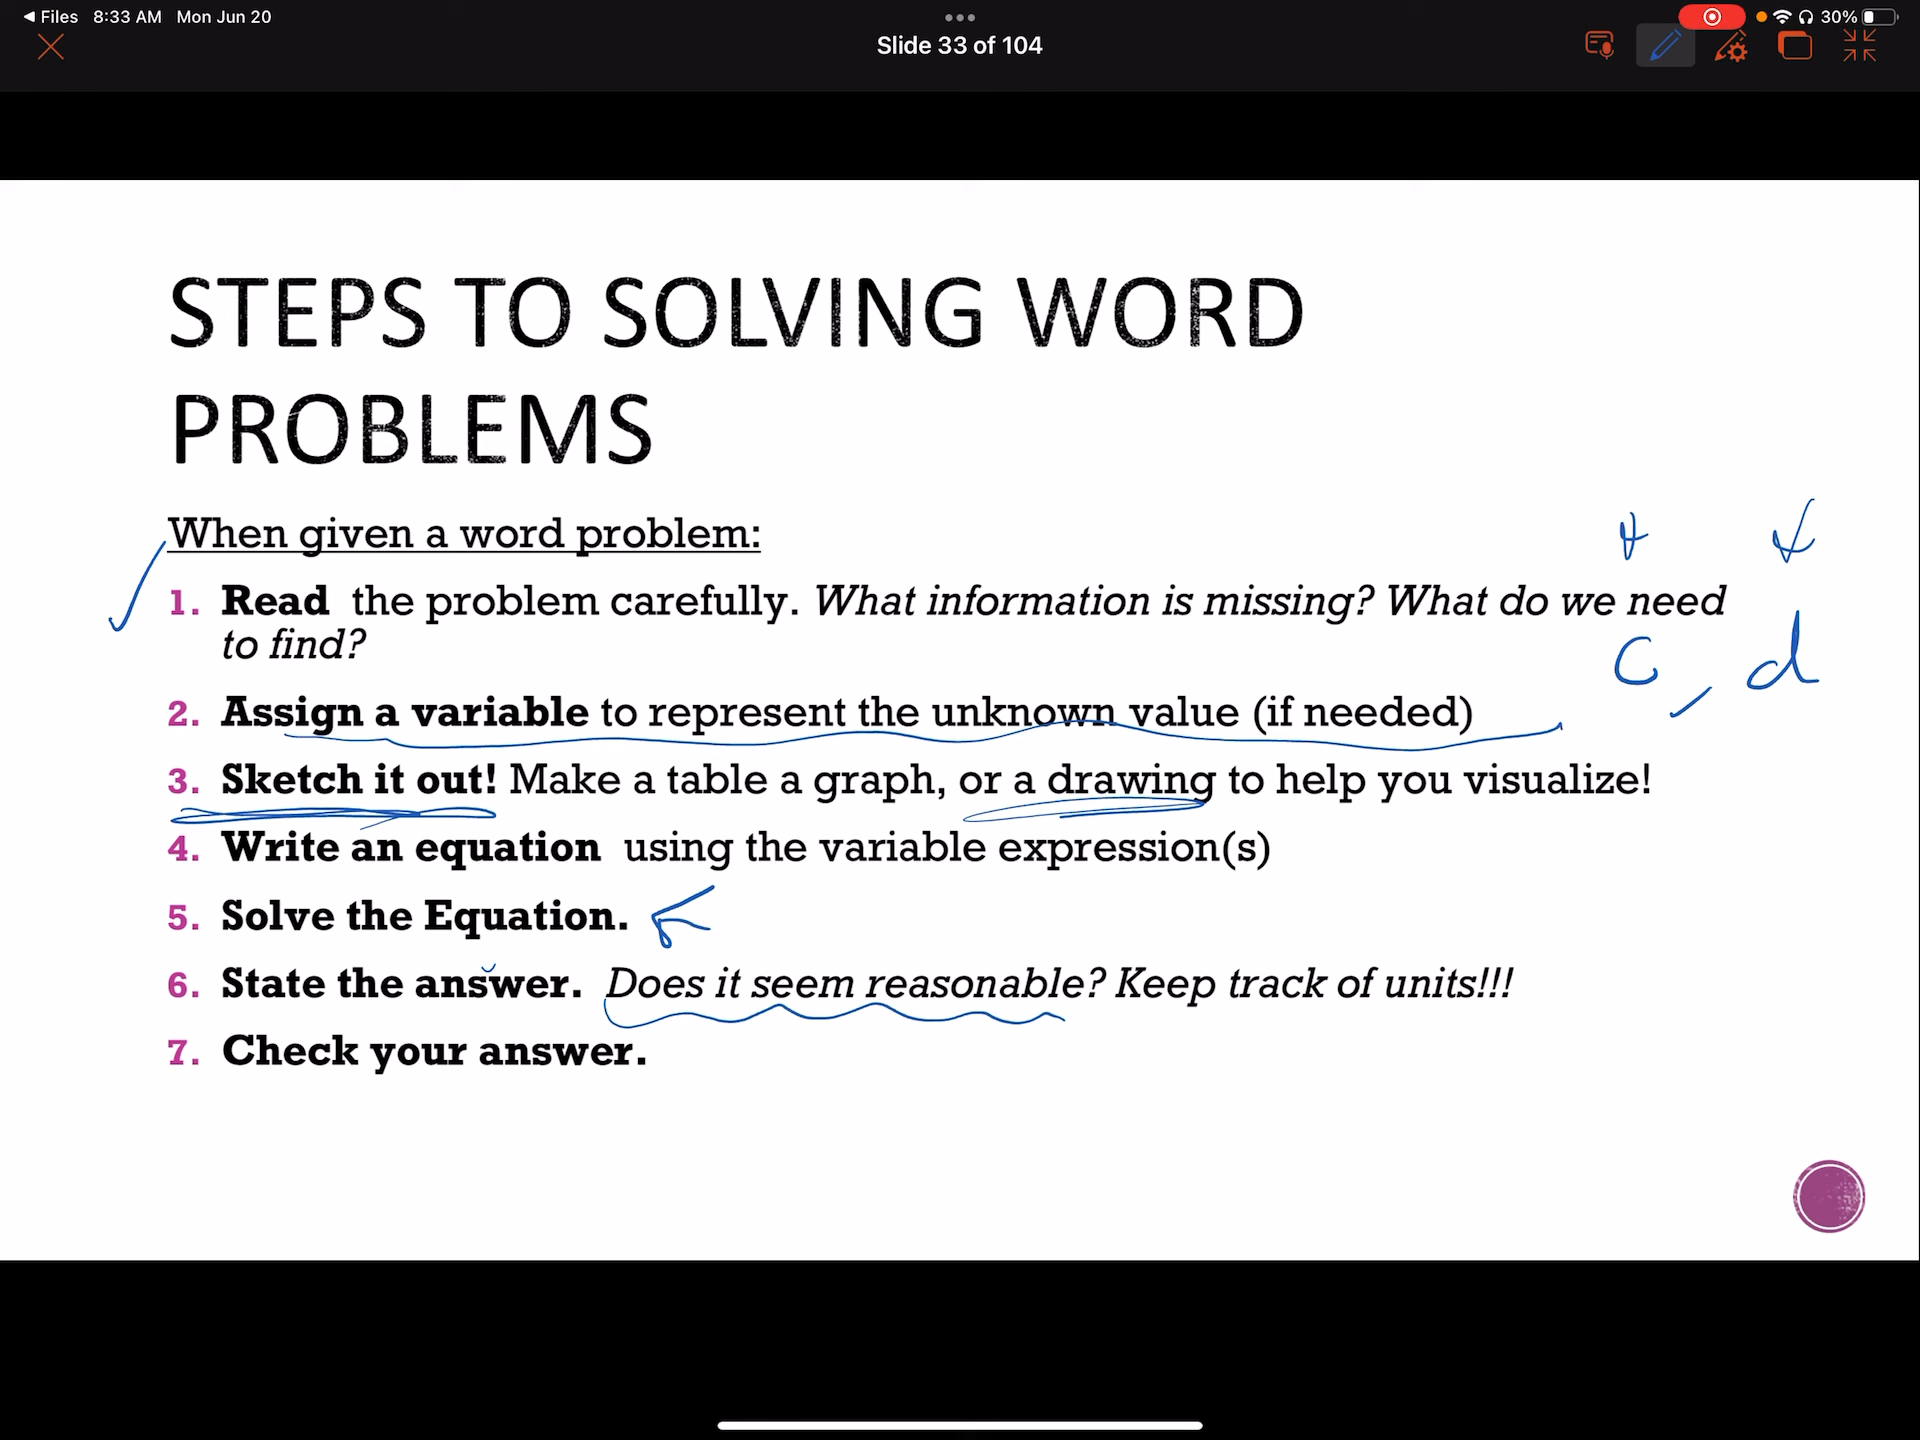 ◀ Files 8:33 AM Mon Jun 20
30%
Slide 33 of 104
STEPS TO SOLVING WORD
PROBLEMS
When given a word problem:
1. Read the problem carefully. What information is missing? What do we need
to find?
c, d
2. Assign a variable to represent the unknown value (if needed)
3. Sketch it out! Make a table a graph, or a drawing to help you visualize!
4. Write an equation using the variable expression(s)
5. Solve the Equation.
6. State the answer. Does it seem reasonable? Keep track of units!!!
7. Check your answer.